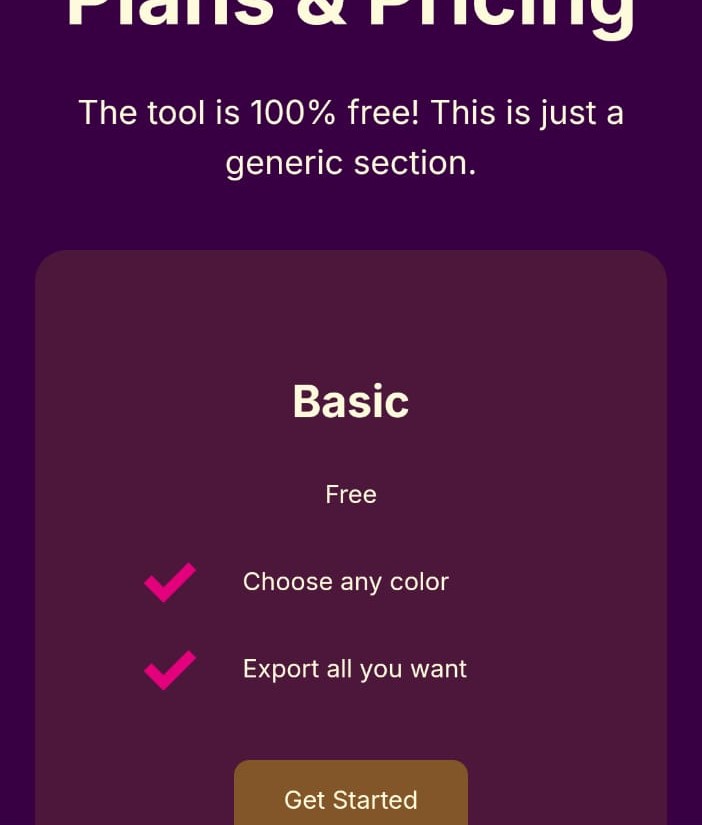 Plans & Pricing
The tool is 100% free! This is just a
generic section.
Basic
Free
Choose any color
Export all you want
Get Started